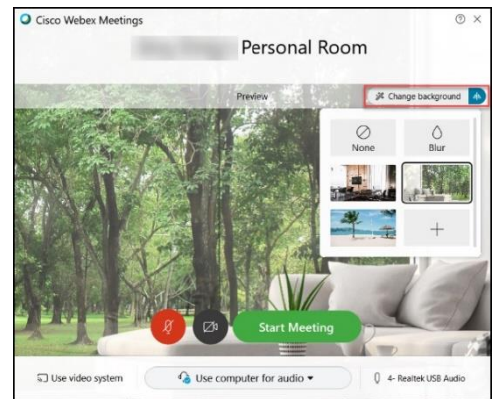 Cisco Webex Meetings
Personal Room
Preview
Change background
None
Blur
Start Meeting
Use video system
Use computer for audio
4- Realtek USB Audio